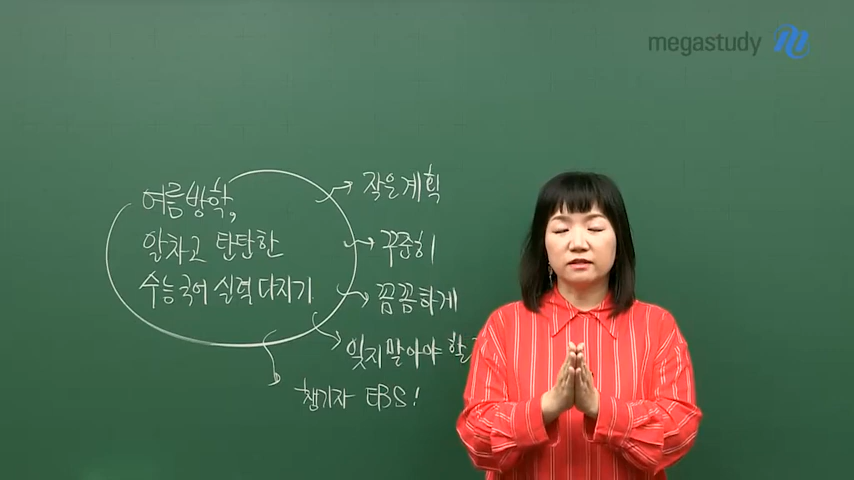 megastudy
여름방학,
알차고 탄탄한
수능국어 실력 다지기
작은계획
꾸준히
꼼꼼하게
잊지말아야
챙기자 EBS!